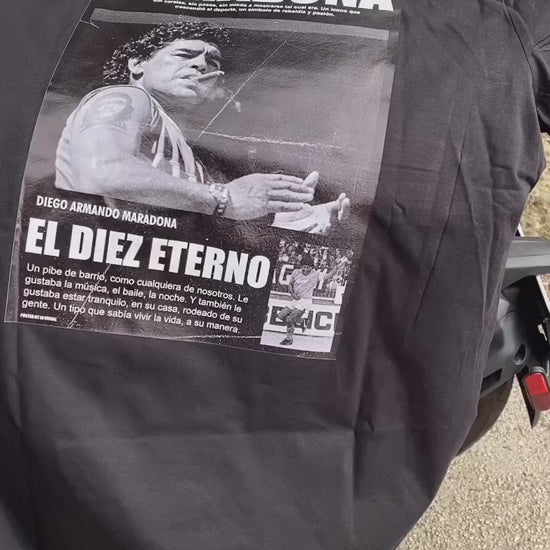 sin caretas, sin poses, sin miedo a mostrarse tal cual era. Un ícono que
trascendió el deporte, un símbolo de rebeldía y pasión.
DIEGO ARMANDO MARADONA
EL DIEZ ETERNO
Un pibe de barrio, como cualquiera de nosotros. Le
gustaba la música, el baile, la noche. Y también le
gustaba estar tranquilo, en su casa, rodeado de su
gente. Un tipo que sabía vivir la vida, a su manera.